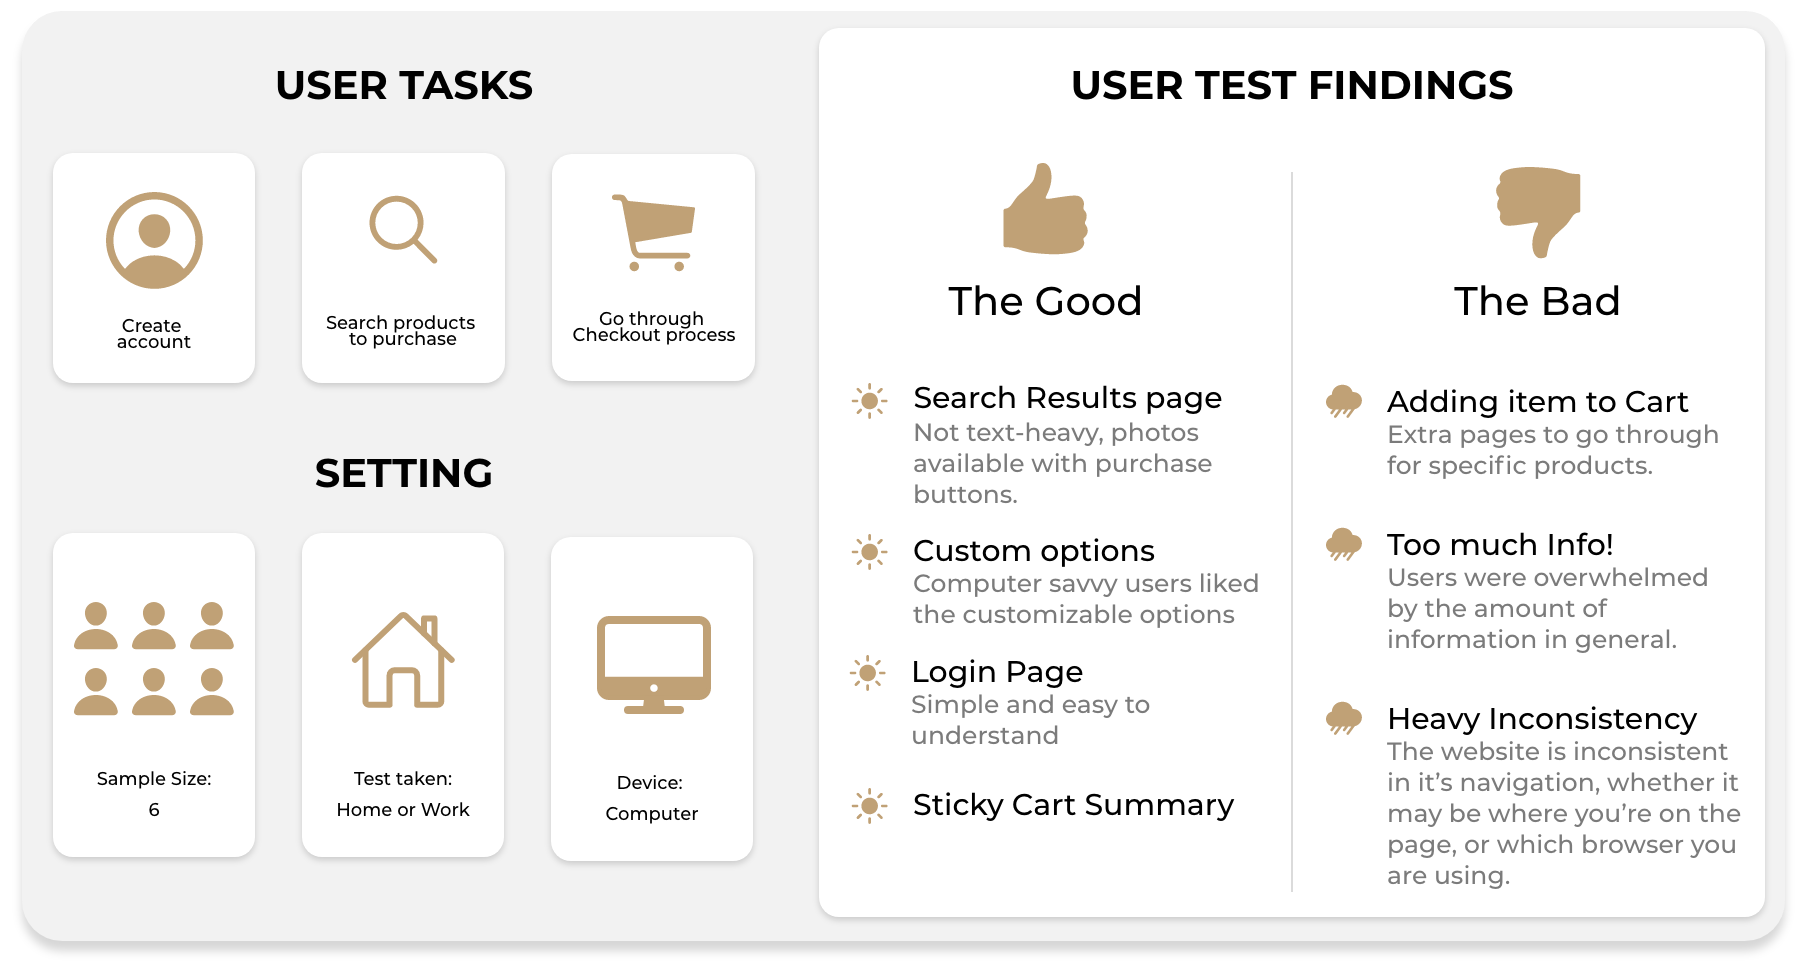 USER TASKS
Create
account
Search products
to purchase
Go through
Checkout process
SETTING
Sample Size:
6
Test taken:
Home or Work
Device:
Computer
USER TEST FINDINGS
The Good
Search Results page
Not text-heavy, photos
available with purchase
buttons.
Custom options
Computer savvy users liked
the customizable options
Login Page
Simple and easy to
understand
Sticky Cart Summary
The Bad
Adding item to Cart
Extra pages to go through
for specific products.
Too much Info!
Users were overwhelmed
by the amount of
information in general.
Heavy Inconsistency
The website is inconsistent
in it’s navigation, whether it
may be where you’re on the
page, or which browser you
are using.